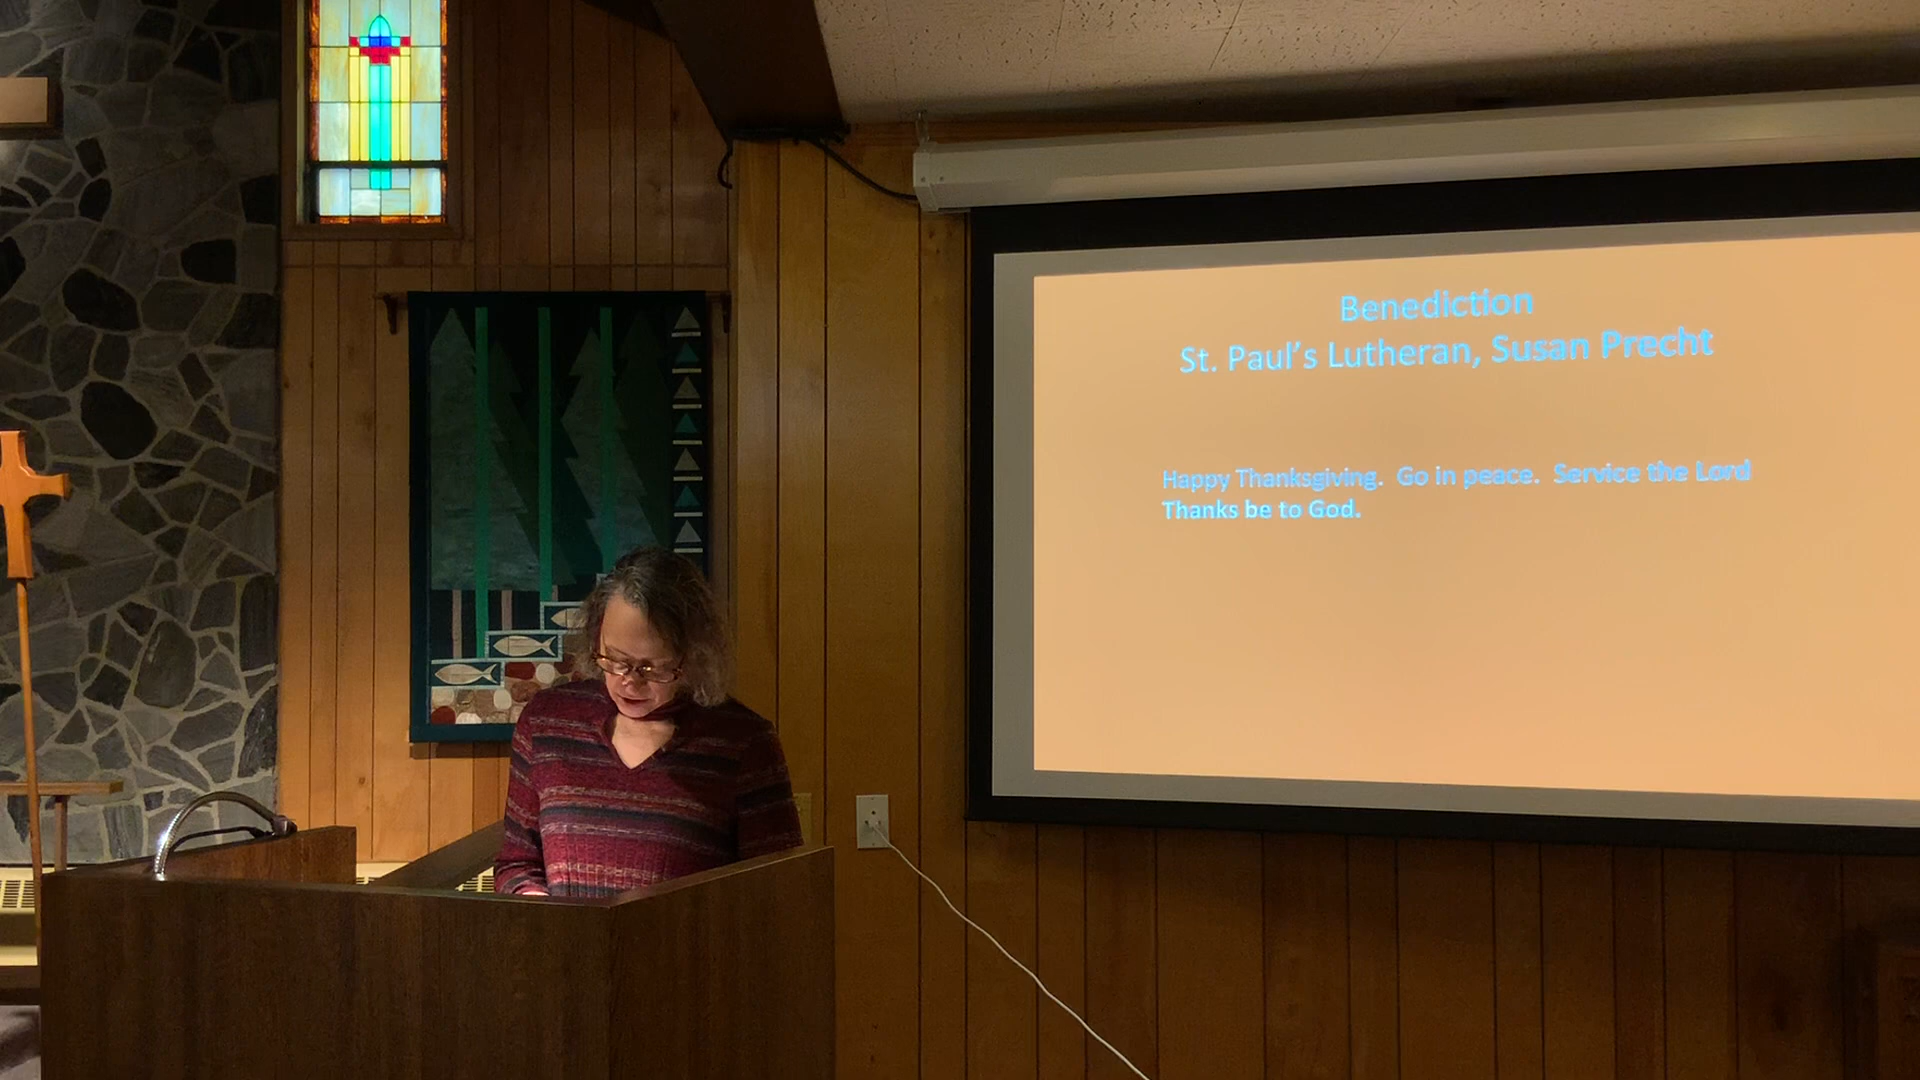 Benediction
St. Paul's Lutheran, Susan Precht
Happy Thanksgiving.  Go in peace.  Service the Lord
Thanks be to God.